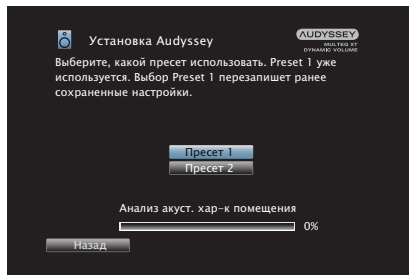 Установка Audyssey
AUDYSSEY
MULTEQ XT
DYNAMIC VOLUME
Выберите, какой пресет использовать. Preset 1 уже
используется. Выбор Preset 1 перезапишет ранее
сохраненные настройки.
Пресет 1
Пресет 2
Анализ акуст. хар-к помещения
0%
Назад